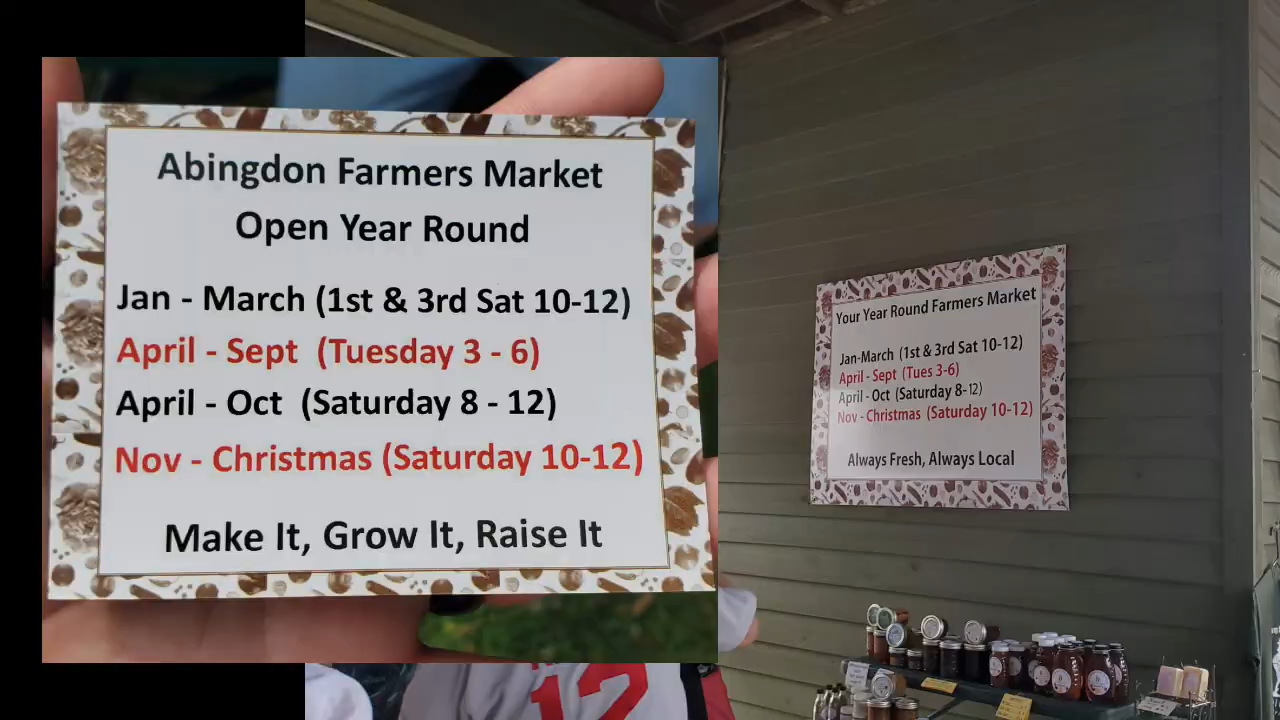 Abingdon Farmers Market
Open Year Round
Jan - March (1st & 3rd Sat 10-12)
April - Sept (Tuesday 3 - 6)
April - Oct (Saturday 8 - 12)
Nov - Christmas (Saturday 10-12)
Make It, Grow It, Raise It
Your Year Round Farmers Market
Jan-March (1st & 3rd Sat 10-12)
April - Sept (Tues 3-6)
April - Oct (Saturday 8-12)
Nov - Christmas (Saturday 10-12)
Always Fresh, Always Local
12